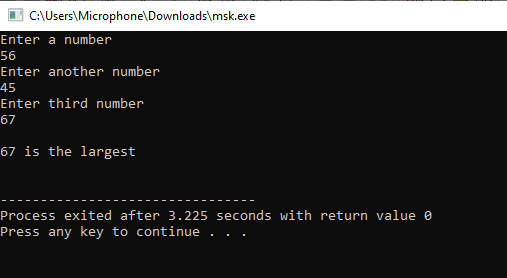 C:\Users\Microphone\Downloads\msk.exe
Enter a number
56
Enter another number
45
Enter third number
67
67 is the largest
--------------------------------
Process exited after 3.225 seconds with return value 0
Press any key to continue . . .